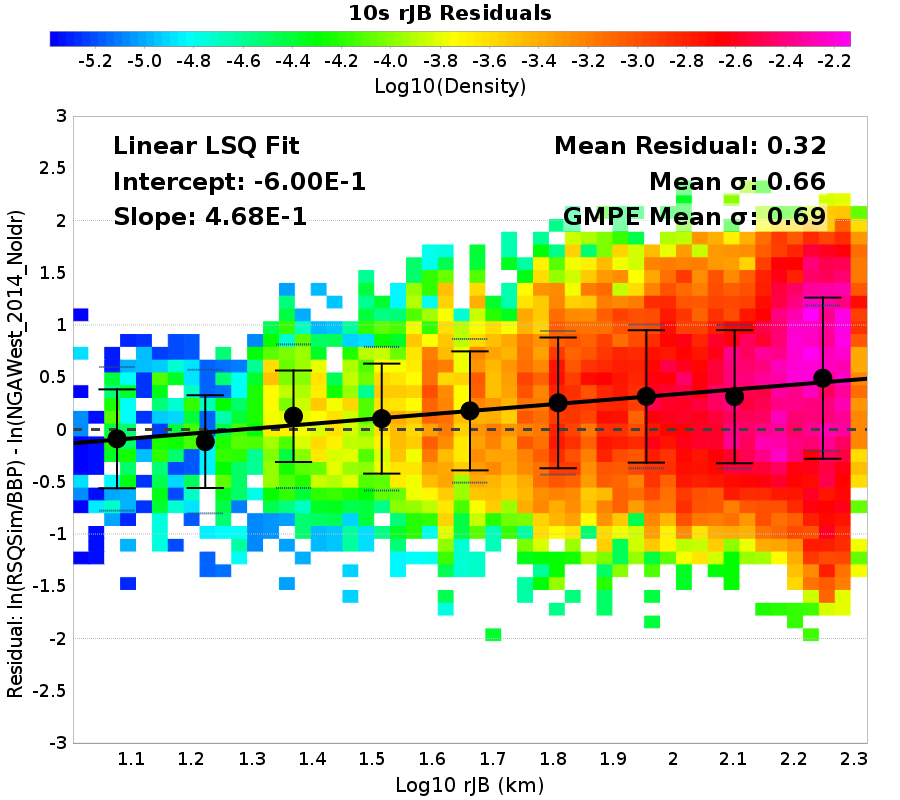 10s rJB Residuals
-5.2 -5.0 -4.8 -4.6 -4.4 -4.2 -4.0 -3.8 -3.6 -3.4 -3.2 -3.0 -2.8 -2.6 -2.4 -2.2
Log10(Density)
Linear LSQ Fit
Intercept: -6.00E-1
Slope: 4.68E-1
Mean Residual: 0.32
Mean σ: 0.66
GMPE Mean σ: 0.69
Residual: ln(RSQSim/BBP) - ln(NGAWest_2014_NoIdr)
3
2.5
2
1.5
1
0.5
0
-0.5
-1
-1.5
-2
-2.5
-3
1.1 1.2 1.3 1.4 1.5 1.6 1.7 1.8 1.9 2 2.1 2.2 2.3
Log10 rJB (km)